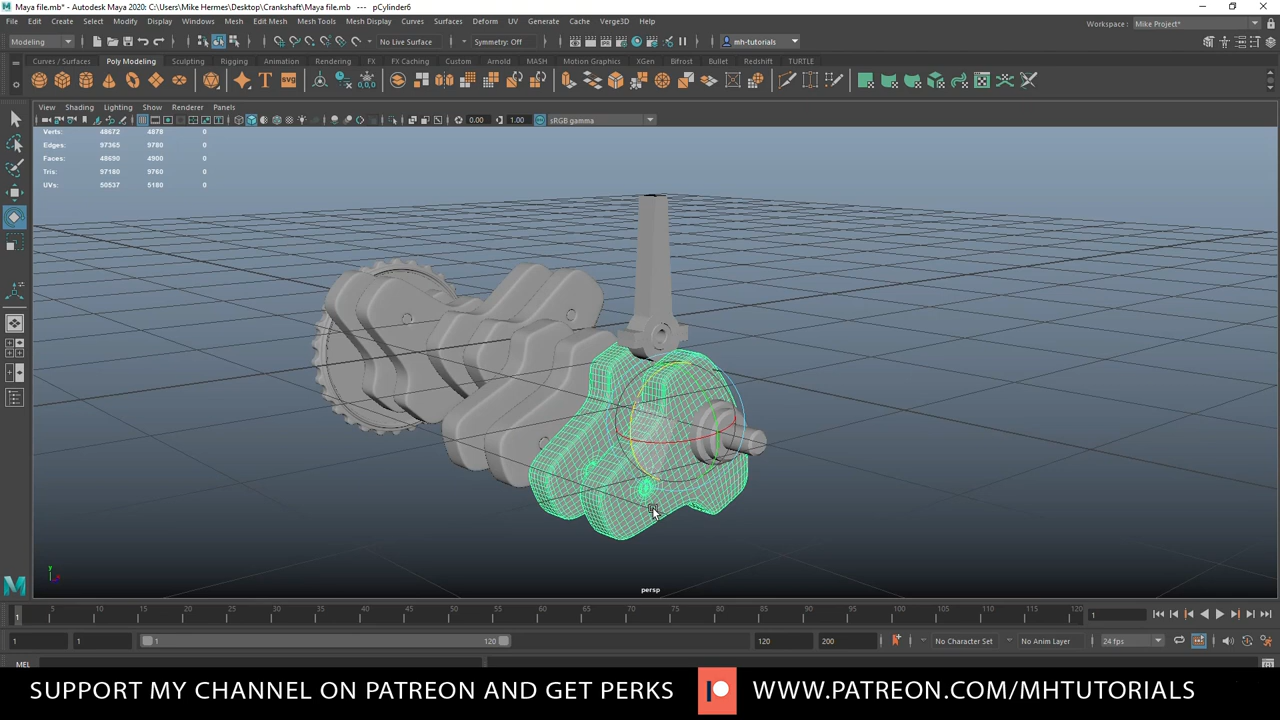 Maya file.mb* - Autodesk Maya 2020: C:\Users\Mike Hermes\Desktop\Crankshaft\Maya file.mb --- pCylinder6
File Edit Create Select Modify Display Windows Mesh Edit Mesh Mesh Tools Mesh Display Curves Surfaces Deform UV Generate Cache Verge3D Help
Workspace : Mike Project*
Modeling No Live Surface Symmetry: Off mh-tutorials
Curves / Surfaces Poly Modeling Sculpting Rigging Animation Rendering FX FX Caching Custom Arnold MASH Motion Graphics XGen Bifrost Bullet Redshift TURTLE
SVG
0,0,0
View Shading Lighting Show Renderer Panels
0.00 1.00 sRGB gamma
Verts: 48672 4878 0
Edges: 97365 9780 0
Faces: 48690 4900 0
Tris: 97180 9760 0
UVs: 50537 5180 0
y
persp
1 5 10 15 20 25 30 35 40 45 50 55 60 65 70 75 80 85 90 95 100 105 110 115 120 1
1 1 1 120 120 200 No Character Set No Anim Layer 24 fps
MEL
SUPPORT MY CHANNEL ON PATREON AND GET PERKS WWW.PATREON.COM/MHTUTORIALS